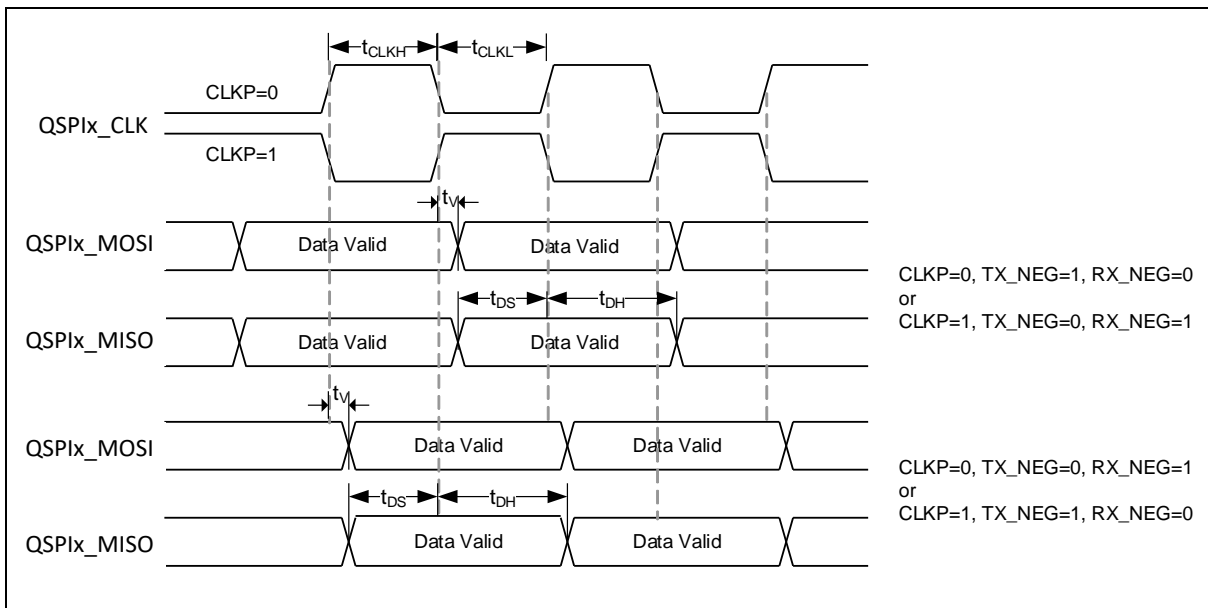 tCLKH tCLKL
CLKP=0
QSPIx_CLK
CLKP=1
tV
QSPIx_MOSI Data Valid Data Valid
CLKP=0, TX_NEG=1, RX_NEG=0
or
CLKP=1, TX_NEG=0, RX_NEG=1
tDS tDH
QSPIx_MISO Data Valid Data Valid
tV
QSPIx_MOSI Data Valid Data Valid
CLKP=0, TX_NEG=0, RX_NEG=1
or
CLKP=1, TX_NEG=1, RX_NEG=0
tDS tDH
QSPIx_MISO Data Valid Data Valid